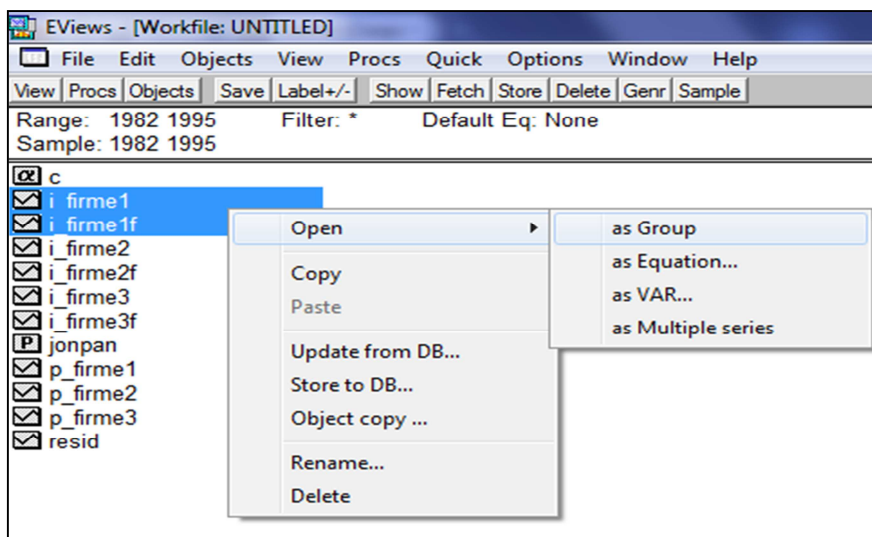 EViews - [Workfile: UNTITLED]
File Edit Objects View Procs Quick Options Window Help
View Procs Objects Save Label+/- Show Fetch Store Delete Genr Sample
Range: 1982 1995 Filter: * Default Eq: None
Sample: 1982 1995
α c
i_firme1
i_firme1f
i_firme2
i_firme2f
i_firme3
i_firme3f
P jonpan
p_firme1
p_firme2
p_firme3
resid
Open
Copy
Paste
Update from DB...
Store to DB...
Object copy ...
Rename...
Delete
as Group
as Equation...
as VAR...
as Multiple series